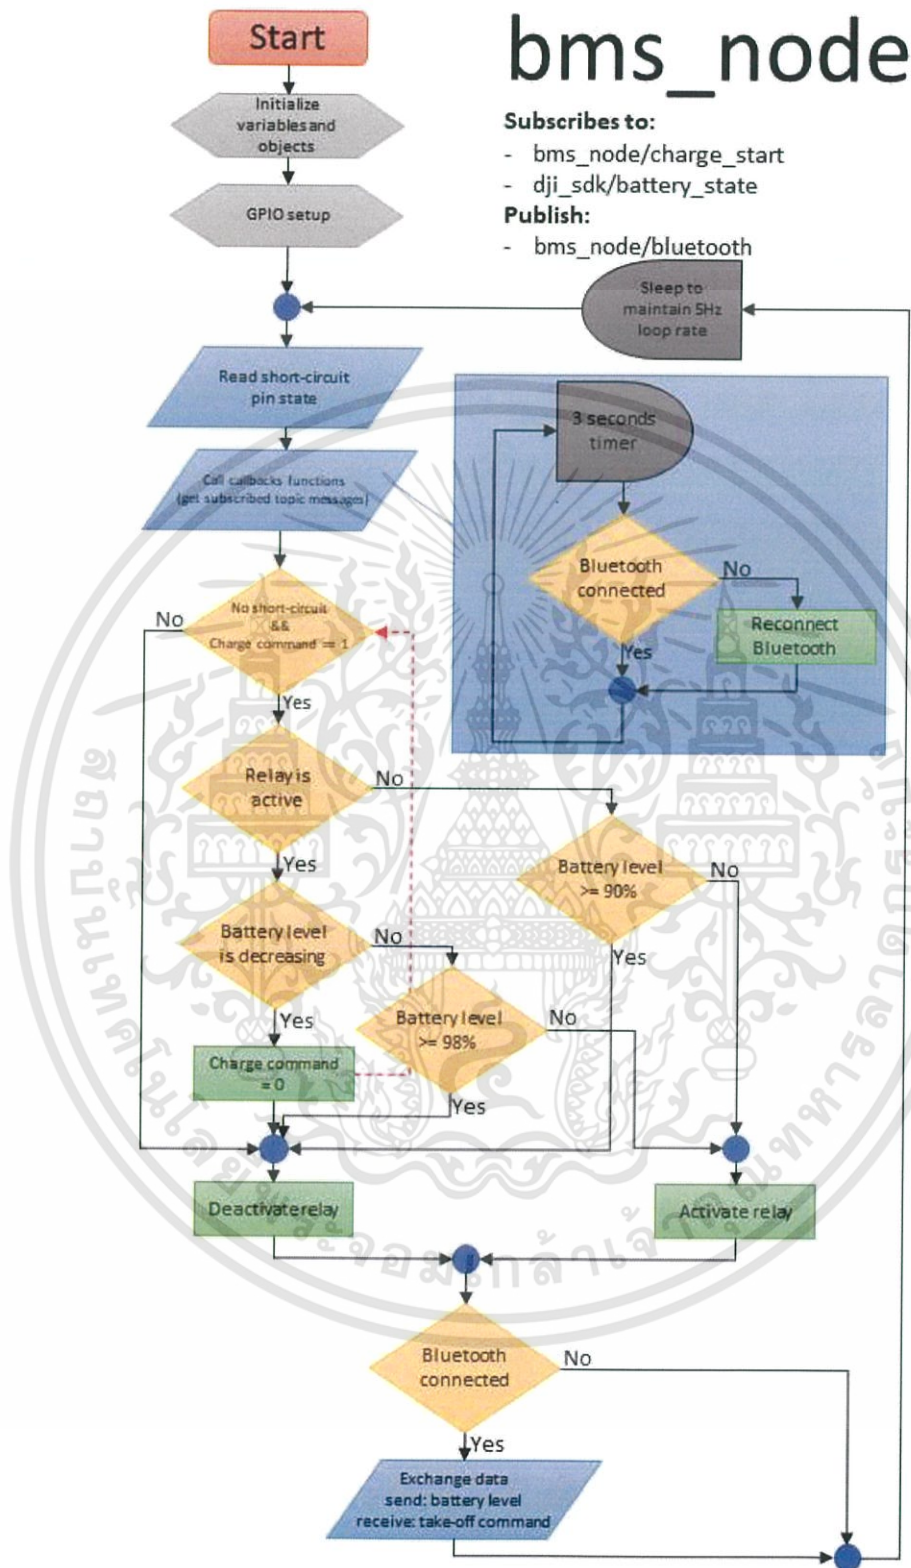 Start
bms_node
Initialize
variables and
objects
Subscribes to:
- bms_node/charge_start
- dji_sdk/battery_state
Publish:
- bms_node/bluetooth
GPIO setup
Sleep to
maintain 5Hz
loop rate
Read short-circuit
pin state
3 seconds
timer
Call callbacks functions
(get subscribed topic messages)
Bluetooth
connected
No
Reconnect
Bluetooth
Yes
No
No short-circuit
&&
Charge command == 1
Yes
Relay is
active
No
Yes
Battery level
>= 90%
No
Yes
Battery level
is decreasing
No
Yes
Battery level
>= 98%
No
Yes
Charge command
= 0
Deactivate relay
Activate relay
Bluetooth
connected
No
Yes
Exchange data
send: battery level
receive: take-off command